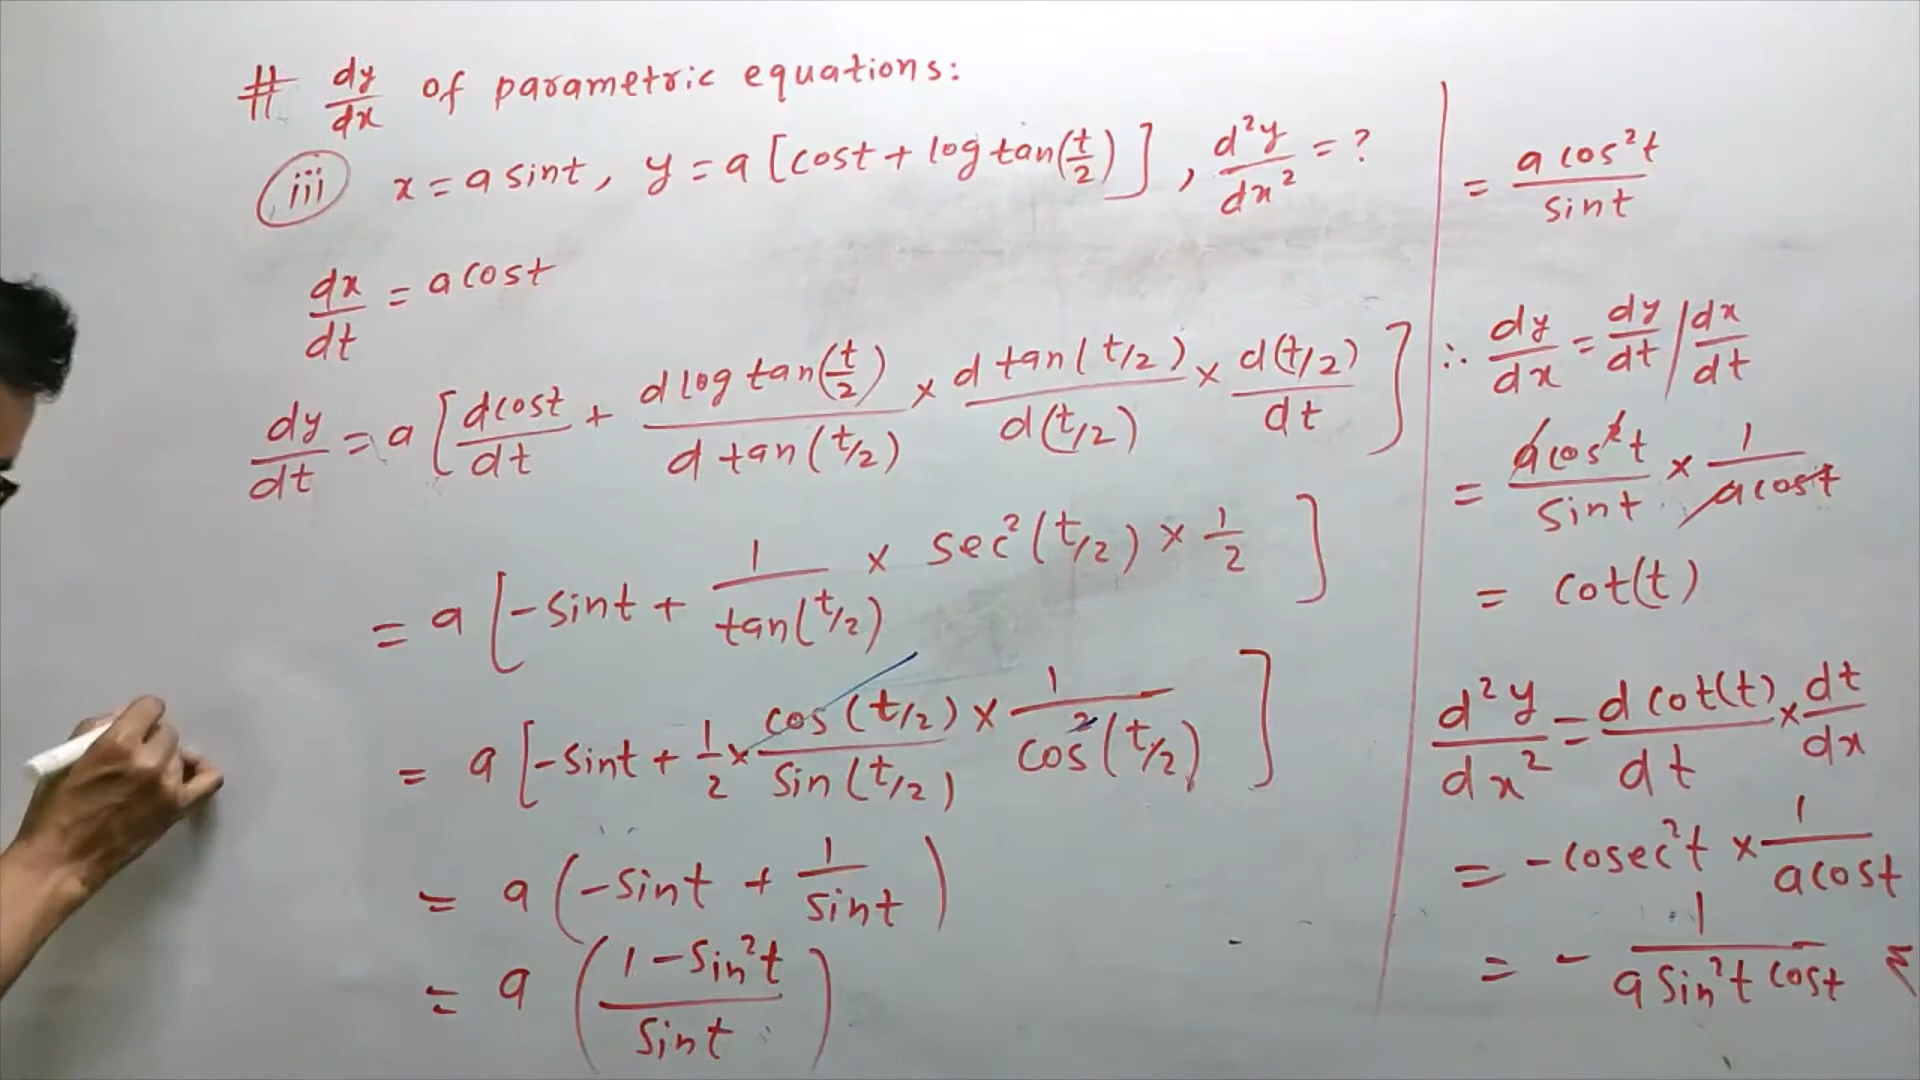 # dy/dx of parametric equations:
(iii) x = a sint, y = a [cost + log tan(t/2)], d²y/dx² = ?
dx/dt = a cost
dy/dt = a [dcost/dt + d log tan(t/2)/d tan(t/2) × d tan(t/2)/d(t/2) × d(t/2)/dt]
= a [-sint + 1/tan(t/2) × sec²(t/2) × 1/2]
= a [-sint + 1/2 × cos(t/2)/sin(t/2) × 1/cos²(t/2)]
= a (-sint + 1/sint)
= a (1-sin²t/sint)
= a cos²t/sint
∴ dy/dx = dy/dt / dx/dt
= a cos²t/sint × 1/a cost
= cot(t)
d²y/dx² = d cot(t)/dt × dt/dx
= - cosec²t × 1/a cost
= - 1/a sin²t cost